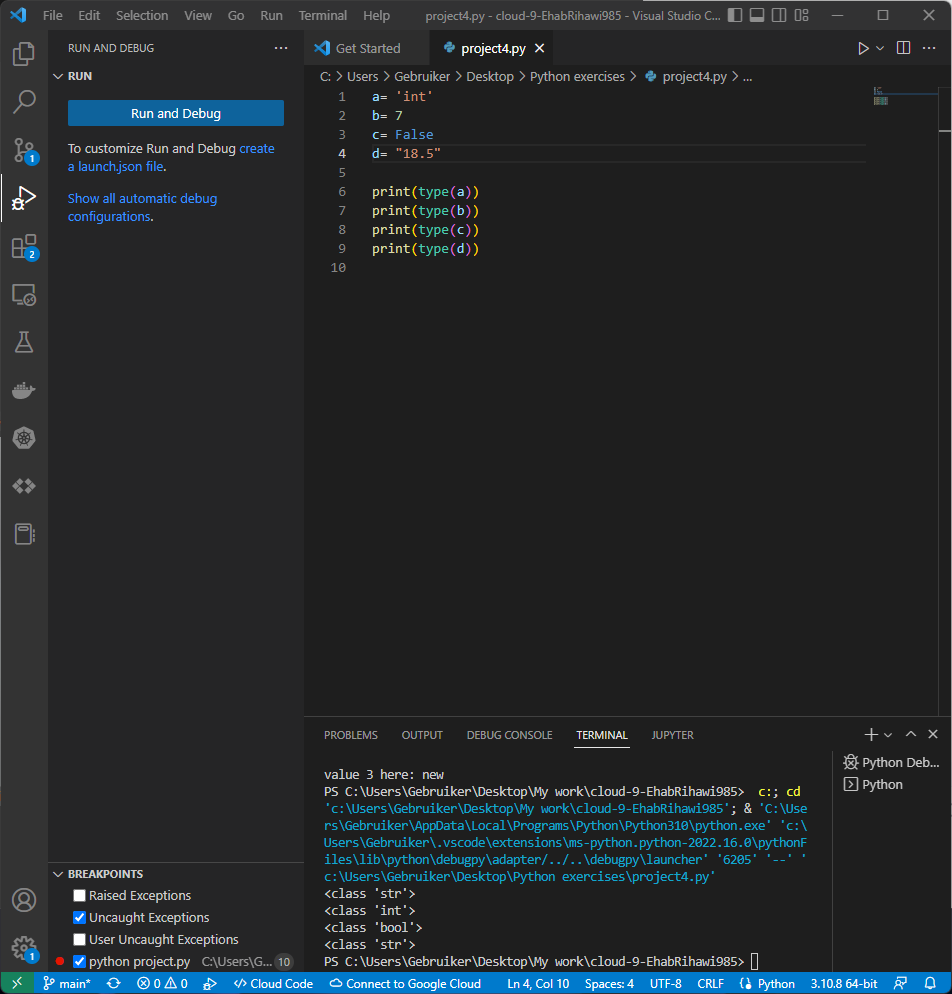 File Edit Selection View Go Run Terminal Help project4.py - cloud-9-EhabRihawi985 - Visual Studio C...
RUN AND DEBUG ...
RUN
Run and Debug
To customize Run and Debug create
a launch.json file.
Show all automatic debug
configurations.
1
2
Get Started project4.py
C: > Users > Gebruiker > Desktop > Python exercises > project4.py > ...
1 a= 'int'
2 b= 7
3 c= False
4 d= "18.5"
5
6 print(type(a))
7 print(type(b))
8 print(type(c))
9 print(type(d))
10
PROBLEMS OUTPUT DEBUG CONSOLE TERMINAL JUPYTER
value 3 here: new
PS C:\Users\Gebruiker\Desktop\My work\cloud-9-EhabRihawi985> c:; cd
'c:\Users\Gebruiker\Desktop\My work\cloud-9-EhabRihawi985'; & 'C:\Use
rs\Gebruiker\AppData\Local\Programs\Python\Python310\python.exe' 'c:\
Users\Gebruiker\.vscode\extensions\ms-python.python-2022.16.0\pythonF
iles\lib\python\debugpy\adapter/../..\debugpy\launcher' '6205' '--' '
c:\Users\Gebruiker\Desktop\Python exercises\project4.py'
<class 'str'>
<class 'int'>
<class 'bool'>
<class 'str'>
PS C:\Users\Gebruiker\Desktop\My work\cloud-9-EhabRihawi985>
Python Deb...
Python
BREAKPOINTS
Raised Exceptions
Uncaught Exceptions
User Uncaught Exceptions
python project.py C:\Users\G... 10
1
main* 0 0 Cloud Code Connect to Google Cloud Ln 4, Col 10 Spaces: 4 UTF-8 CRLF Python 3.10.8 64-bit